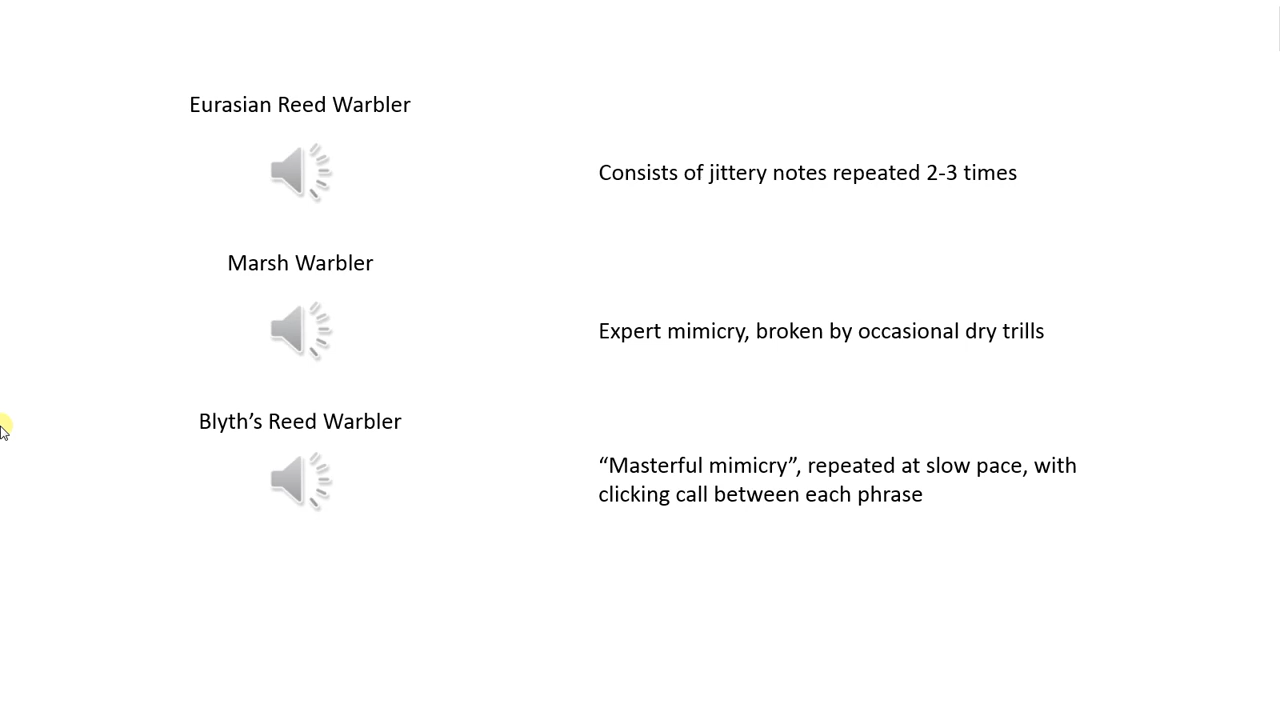 Eurasian Reed Warbler
Consists of jittery notes repeated 2-3 times
Marsh Warbler
Expert mimicry, broken by occasional dry trills
Blyth’s Reed Warbler
“Masterful mimicry”, repeated at slow pace, with
clicking call between each phrase